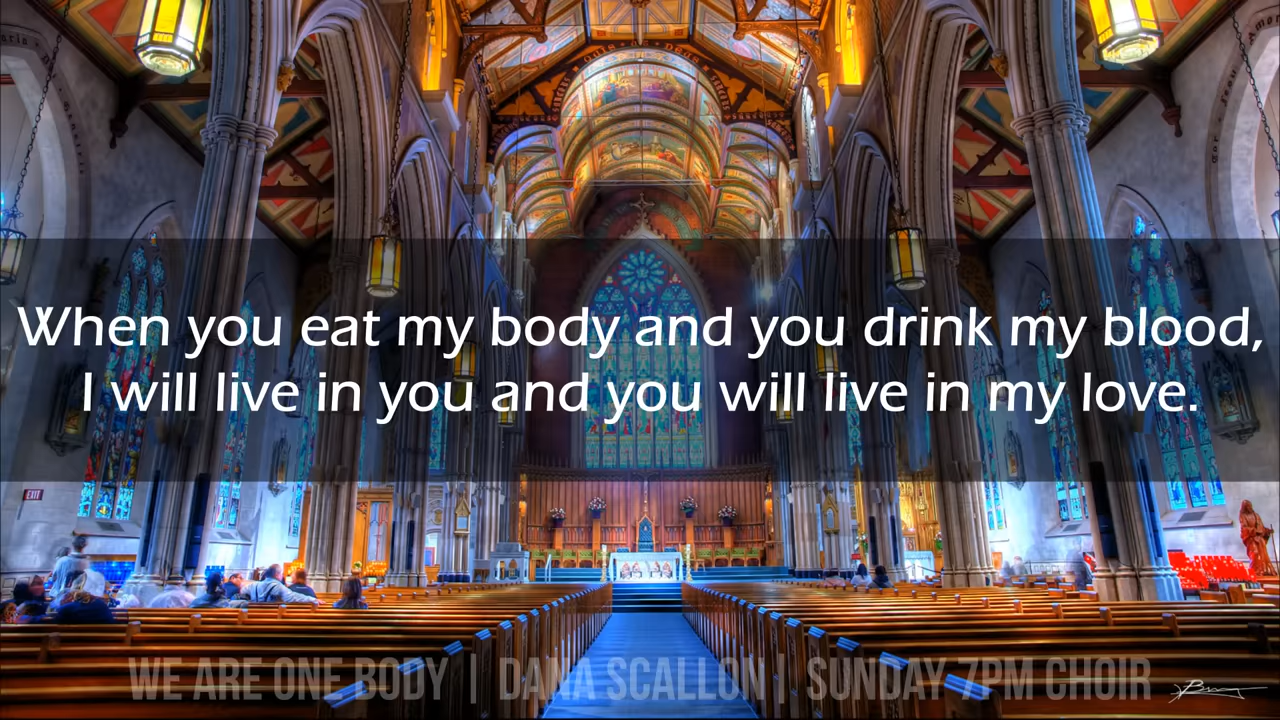 When you eat my body and you drink my blood,
I will live in you and you will live in my love.
EXIT
WE ARE ONE BODY | DANA SCALLON | SUNDAY 7PM CHOIR